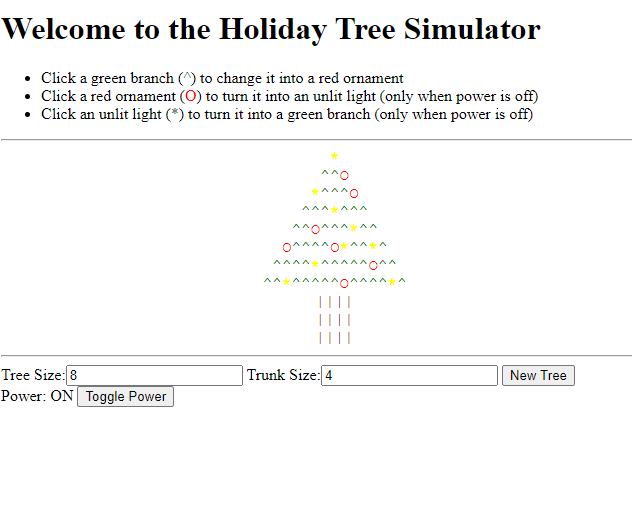 Welcome to the Holiday Tree Simulator
• Click a green branch (^) to change it into a red ornament
• Click a red ornament (O) to turn it into an unlit light (only when power is off)
• Click an unlit light (*) to turn it into a green branch (only when power is off)
*
^^O
*^^^O
^^^*^^^
^^O^^^*^^
O^^^^O*^^*^
^^^^*^^^^^O^^
^^*^^^^^O^^^^*^
||||
||||
||||
Tree Size: 8 Trunk Size: 4 New Tree
Power: ON Toggle Power